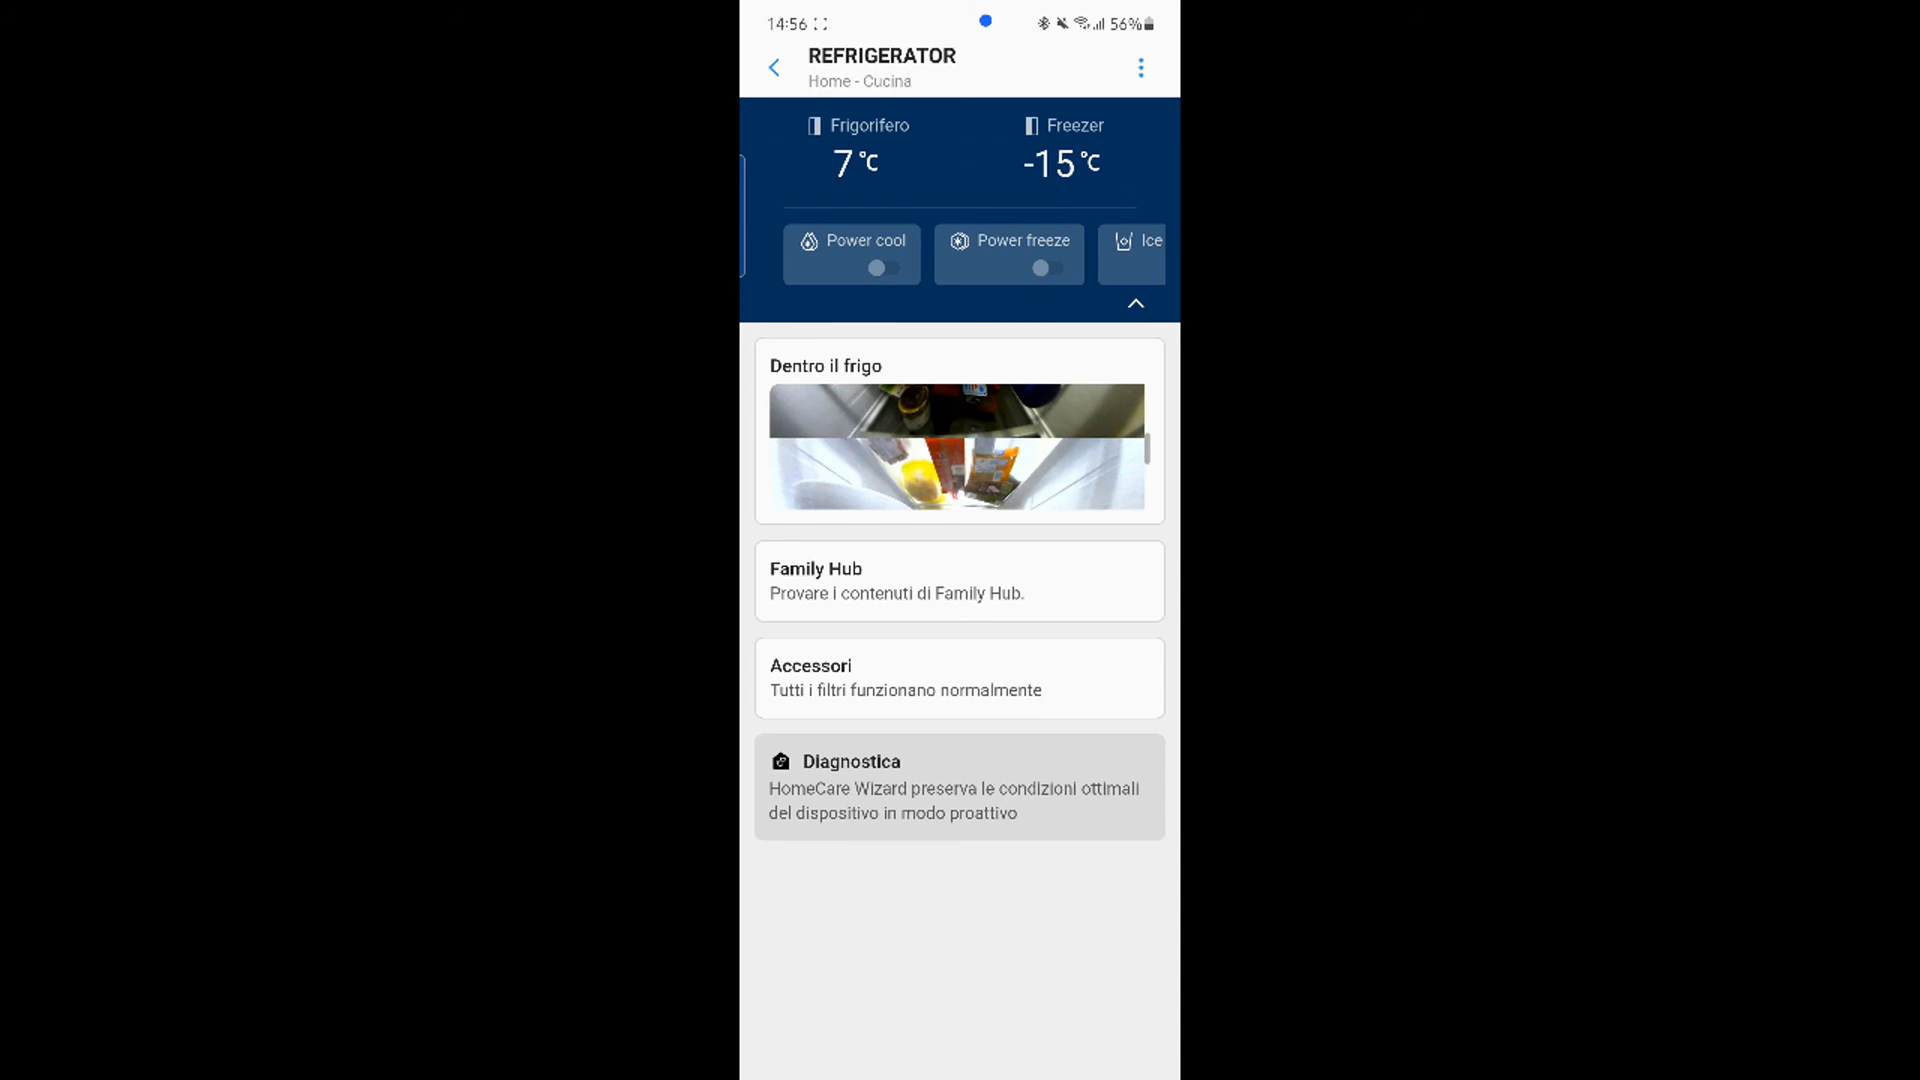 14:56 56%
REFRIGERATOR
Home - Cucina
Frigorifero Freezer
7°C -15°C
Power cool Power freeze Ice
Dentro il frigo
Family Hub
Provare i contenuti di Family Hub.
Accessori
Tutti i filtri funzionano normalmente
Diagnostica
HomeCare Wizard preserva le condizioni ottimali
del dispositivo in modo proattivo